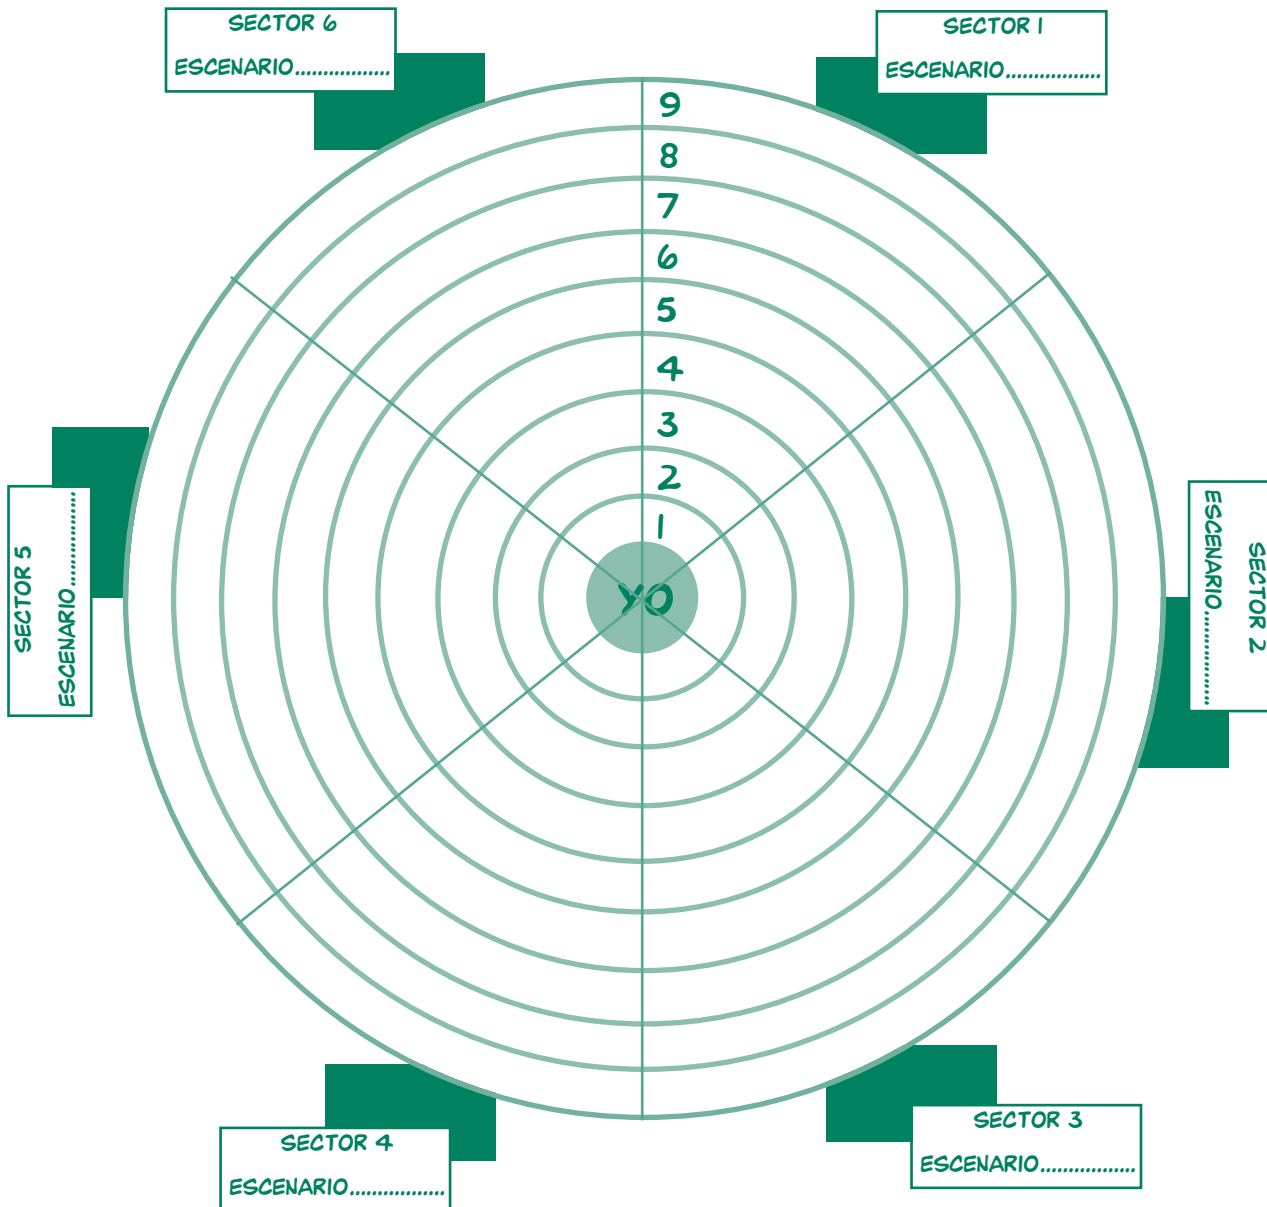 SECTOR 6
ESCENARIO.................
SECTOR 1
ESCENARIO.................
9
8
7
6
5
4
3
2
1
YO
SECTOR 5
ESCENARIO.................
SECTOR 2
ESCENARIO.................
SECTOR 4
ESCENARIO.................
SECTOR 3
ESCENARIO.................